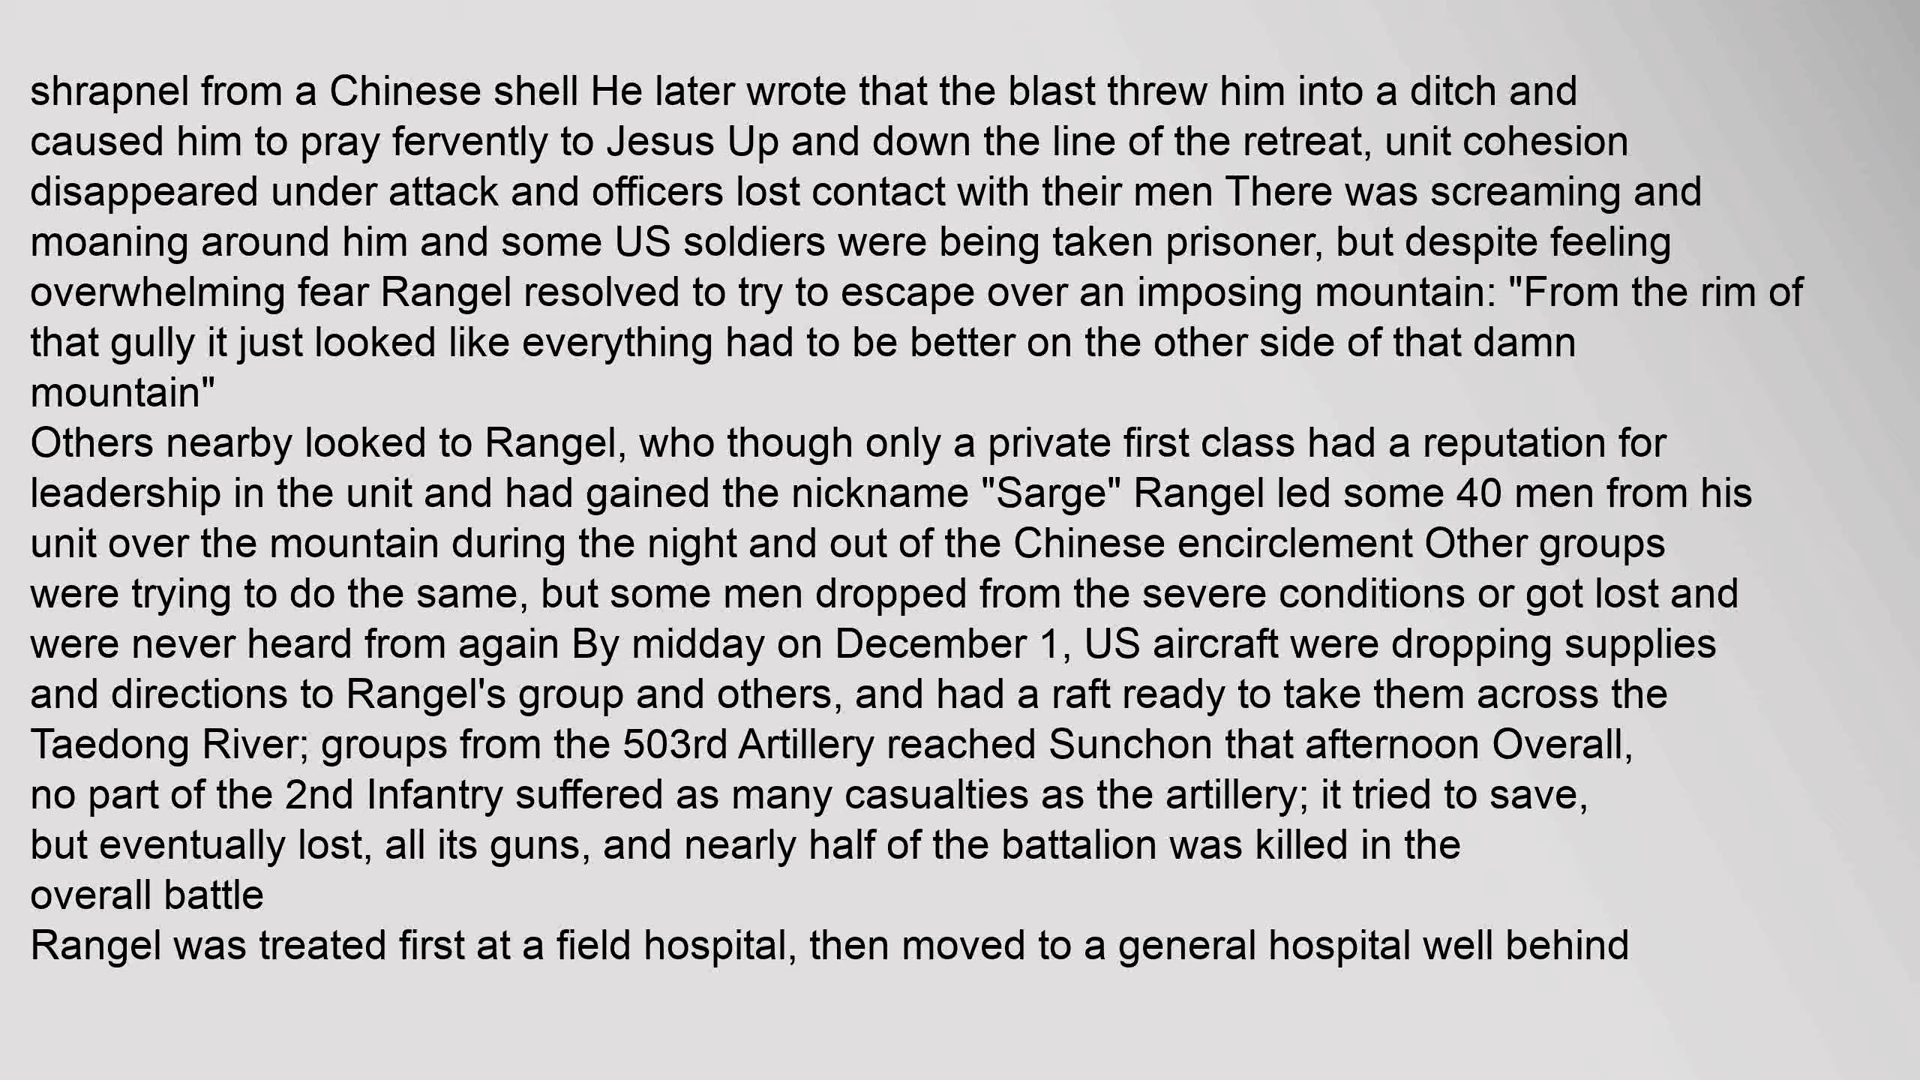 shrapnel from a Chinese shell He later wrote that the blast threw him into a ditch and
caused him to pray fervently to Jesus Up and down the line of the retreat, unit cohesion
disappeared under attack and officers lost contact with their men There was screaming and
moaning around him and some US soldiers were being taken prisoner, but despite feeling
overwhelming fear Rangel resolved to try to escape over an imposing mountain: "From the rim of
that gully it just looked like everything had to be better on the other side of that damn
mountain"
Others nearby looked to Rangel, who though only a private first class had a reputation for
leadership in the unit and had gained the nickname "Sarge" Rangel led some 40 men from his
unit over the mountain during the night and out of the Chinese encirclement Other groups
were trying to do the same, but some men dropped from the severe conditions or got lost and
were never heard from again By midday on December 1, US aircraft were dropping supplies
and directions to Rangel's group and others, and had a raft ready to take them across the
Taedong River; groups from the 503rd Artillery reached Sunchon that afternoon Overall,
no part of the 2nd Infantry suffered as many casualties as the artillery; it tried to save,
but eventually lost, all its guns, and nearly half of the battalion was killed in the
overall battle
Rangel was treated first at a field hospital, then moved to a general hospital well behind